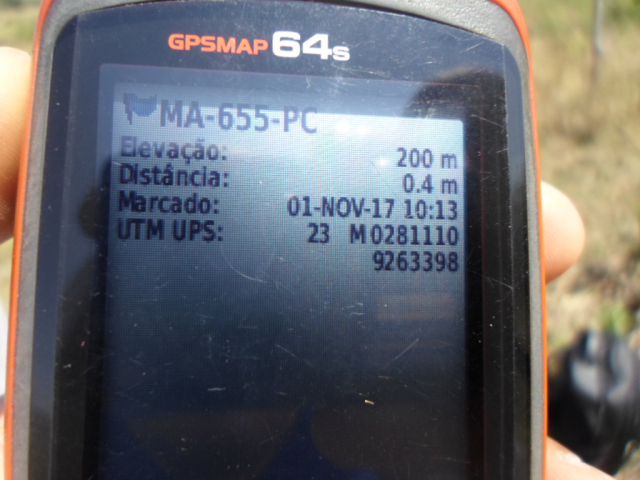 GPSMAP 64s
MA-655-PC
Elevação: 200 m
Distância: 0.4 m
Marcado: 01-NOV-17 10:13
UTM UPS: 23 M 0281110
9263398